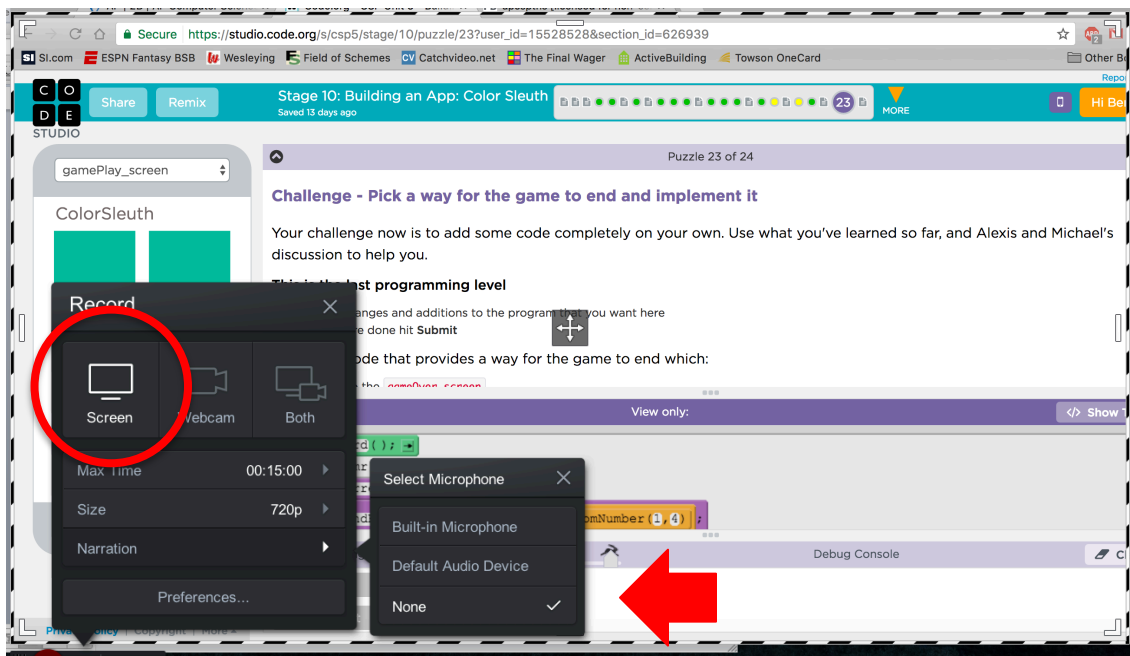 Secure https://studio.code.org/s/csp5/stage/10/puzzle/23?user_id=15528528&section_id=626939
SI SI.com ESPN Fantasy BSB Wesleying Field of Schemes CV Catchvideo.net The Final Wager ActiveBuilding Towson OneCard Other Bo
Repor
C O
D E
STUDIO
Share Remix
Stage 10: Building an App: Color Sleuth
Saved 13 days ago
23
MORE
Hi Be
gamePlay_screen
Puzzle 23 of 24
Challenge - Pick a way for the game to end and implement it
ColorSleuth
Your challenge now is to add some code completely on your own. Use what you've learned so far, and Alexis and Michael's
discussion to help you.
This is the last programming level
anges and additions to the program that you want here
e done hit Submit
ode that provides a way for the game to end which:
the gameOver_screen
View only:
</> Show T
Record
Screen Webcam Both
Max Time 00:15:00
Size 720p
Narration
Preferences...
Select Microphone
Built-in Microphone
Default Audio Device
None
rd();
omNumber(1,4);
Debug Console
C
Privacy Policy | Copyright | More